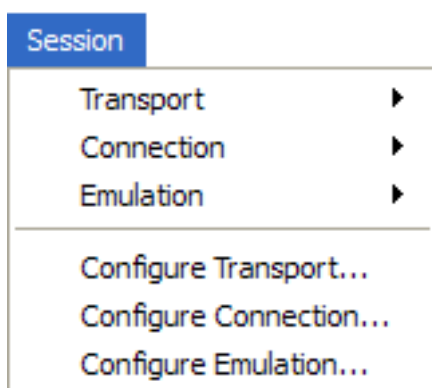 Session
Transport
Connection
Emulation
Configure Transport...
Configure Connection...
Configure Emulation...